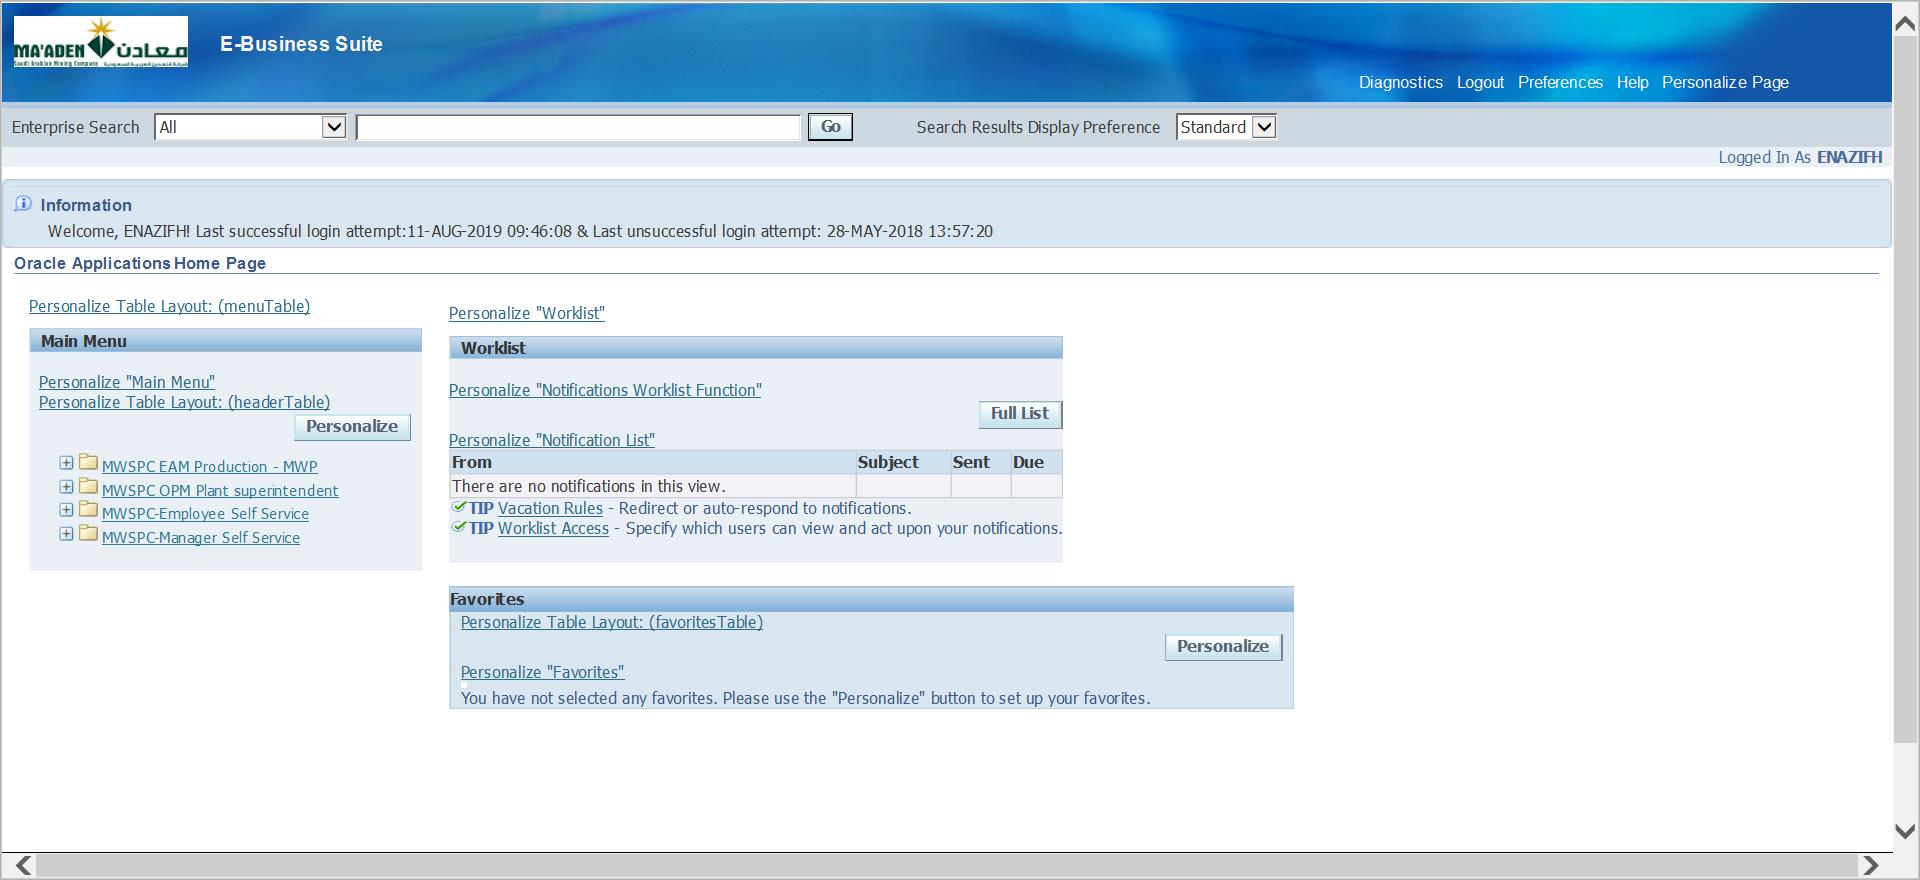 MA'ADEN معادن
Saudi Arabian Mining Company
E-Business Suite
Diagnostics Logout Preferences Help Personalize Page
Enterprise Search All Go Search Results Display Preference Standard
Logged In As ENAZIFH
Information
Welcome, ENAZIFH! Last successful login attempt:11-AUG-2019 09:46:08 & Last unsuccessful login attempt: 28-MAY-2018 13:57:20
Oracle Applications Home Page
Personalize Table Layout: (menuTable)
Main Menu
Personalize "Main Menu"
Personalize Table Layout: (headerTable)
Personalize
MWSPC EAM Production - MWP
MWSPC OPM Plant superintendent
MWSPC-Employee Self Service
MWSPC-Manager Self Service
Personalize "Worklist"
Worklist
Personalize "Notifications Worklist Function"
Full List
Personalize "Notification List"
From Subject Sent Due
There are no notifications in this view.
TIP Vacation Rules - Redirect or auto-respond to notifications.
TIP Worklist Access - Specify which users can view and act upon your notifications.
Favorites
Personalize Table Layout: (favoritesTable)
Personalize
Personalize "Favorites"
You have not selected any favorites. Please use the "Personalize" button to set up your favorites.